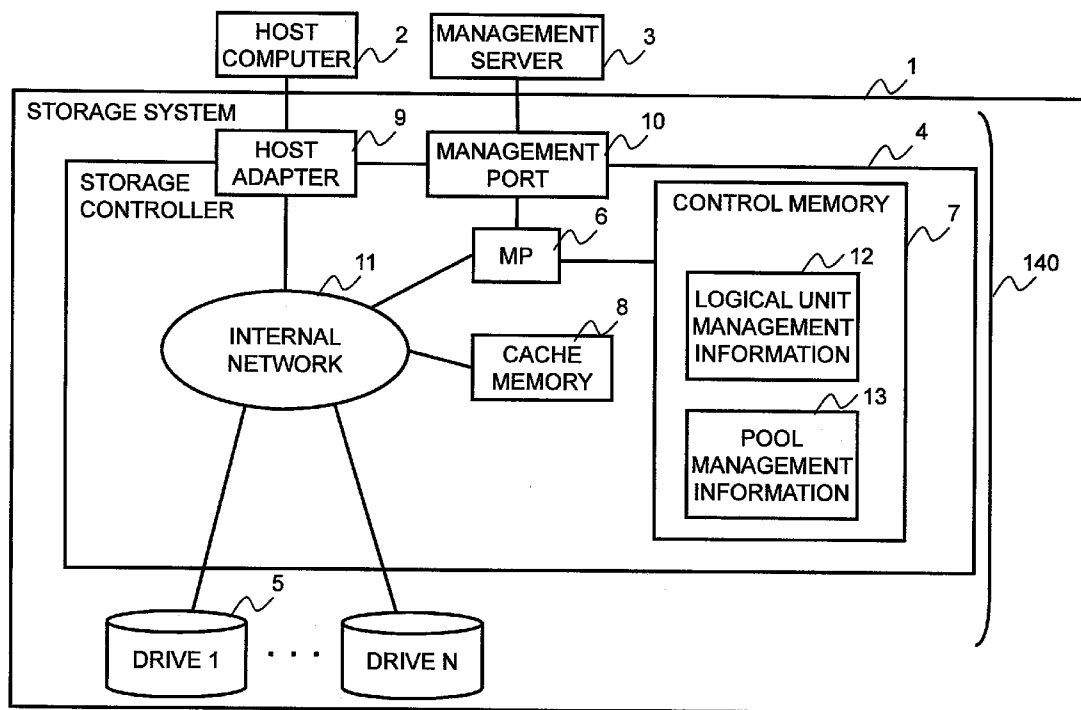 HOST
COMPUTER
2
MANAGEMENT
SERVER
3
1
STORAGE SYSTEM
9
HOST
ADAPTER
10
MANAGEMENT
PORT
4
STORAGE
CONTROLLER
6
MP
CONTROL MEMORY
7
140
11
INTERNAL
NETWORK
8
CACHE
MEMORY
12
LOGICAL UNIT
MANAGEMENT
INFORMATION
13
POOL
MANAGEMENT
INFORMATION
5
DRIVE 1
. . .
DRIVE N